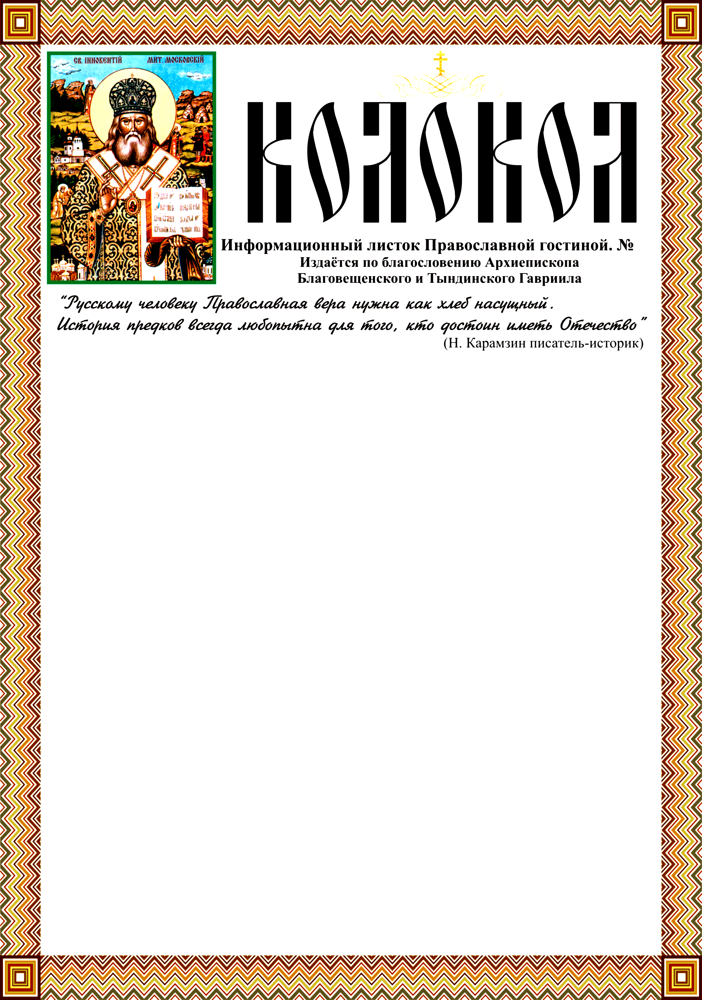 СВ. ІННОКЕНТІЙ МИТ. МОСКОВСКІЙ
КОЛОКОЛ
Информационный листок Православной гостиной. №
Издаётся по благословению Архиепископа
Благовещенского и Тындинского Гавриила
“Русскому человеку Православная вера нужна как хлеб насущный.
История предков всегда любопытна для того, кто достоин иметь Отечество”
(Н. Карамзин писатель-историк)